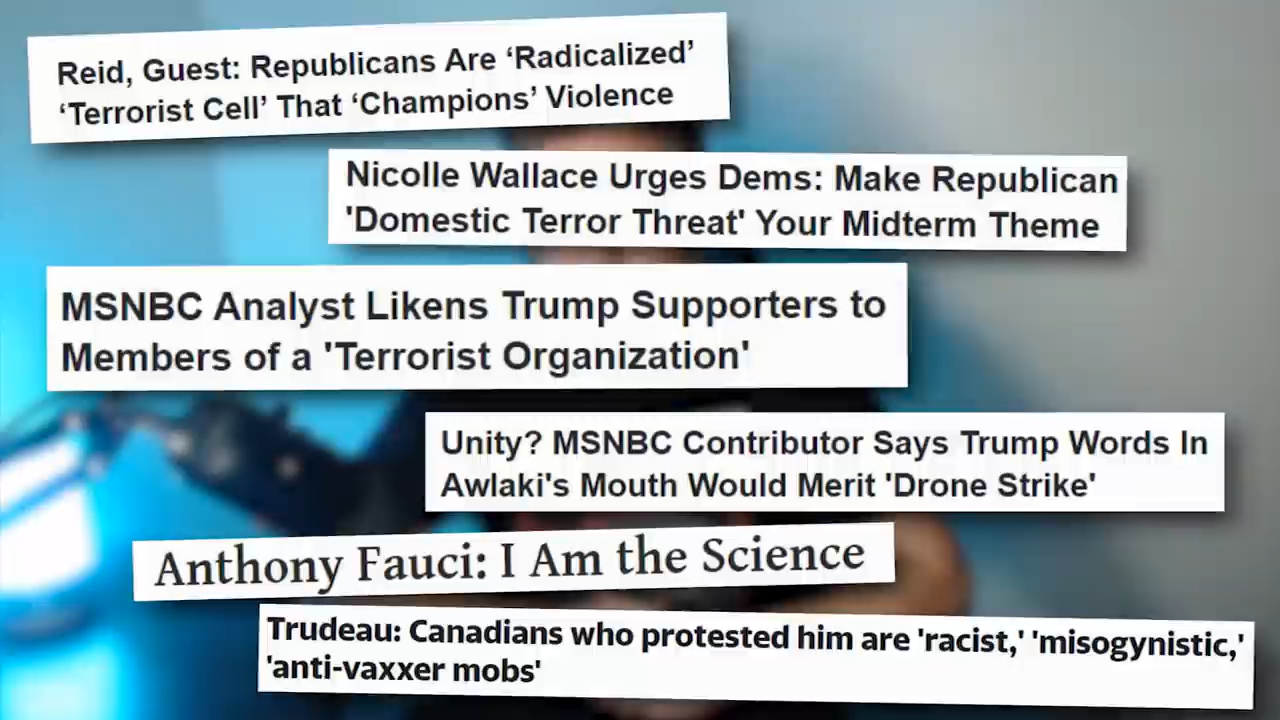 Reid, Guest: Republicans Are ‘Radicalized’
‘Terrorist Cell’ That ‘Champions’ Violence
Nicolle Wallace Urges Dems: Make Republican
'Domestic Terror Threat' Your Midterm Theme
MSNBC Analyst Likens Trump Supporters to
Members of a 'Terrorist Organization'
Unity? MSNBC Contributor Says Trump Words In
Awlaki's Mouth Would Merit 'Drone Strike'
Anthony Fauci: I Am the Science
Trudeau: Canadians who protested him are 'racist,' 'misogynistic,'
'anti-vaxxer mobs'